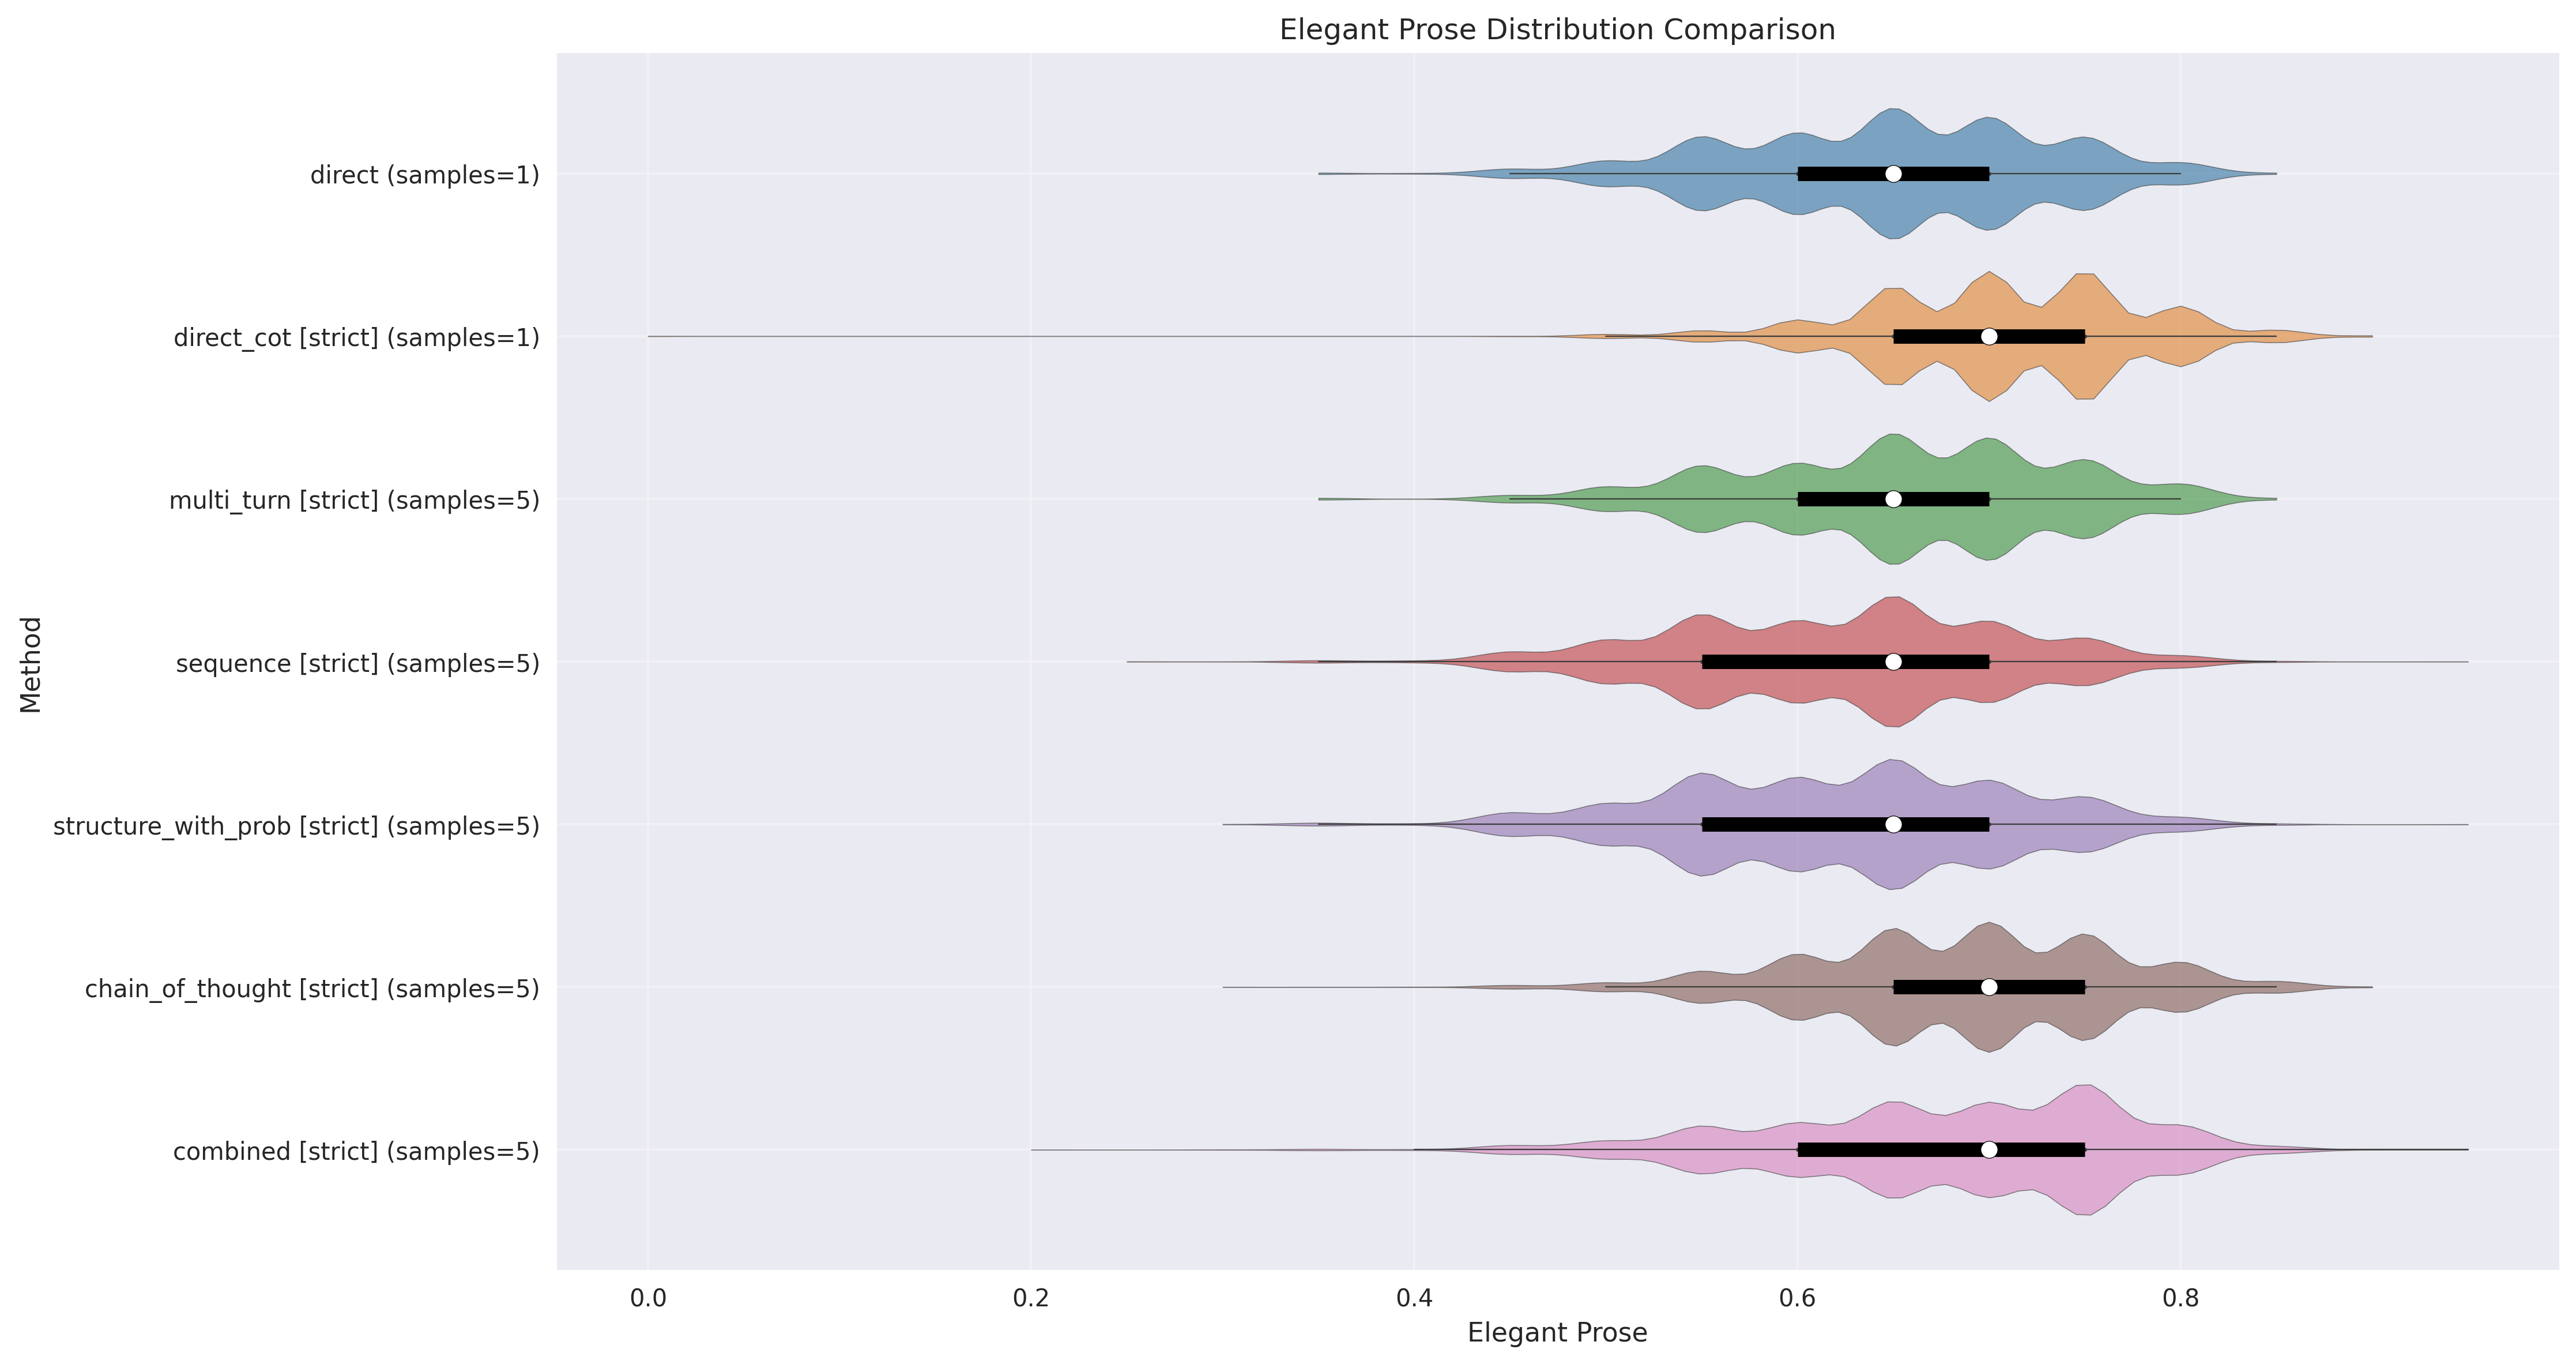 Elegant Prose Distribution Comparison
Method
direct (samples=1)
direct_cot [strict] (samples=1)
multi_turn [strict] (samples=5)
sequence [strict] (samples=5)
structure_with_prob [strict] (samples=5)
chain_of_thought [strict] (samples=5)
combined [strict] (samples=5)
0.0 0.2 0.4 0.6 0.8
Elegant Prose